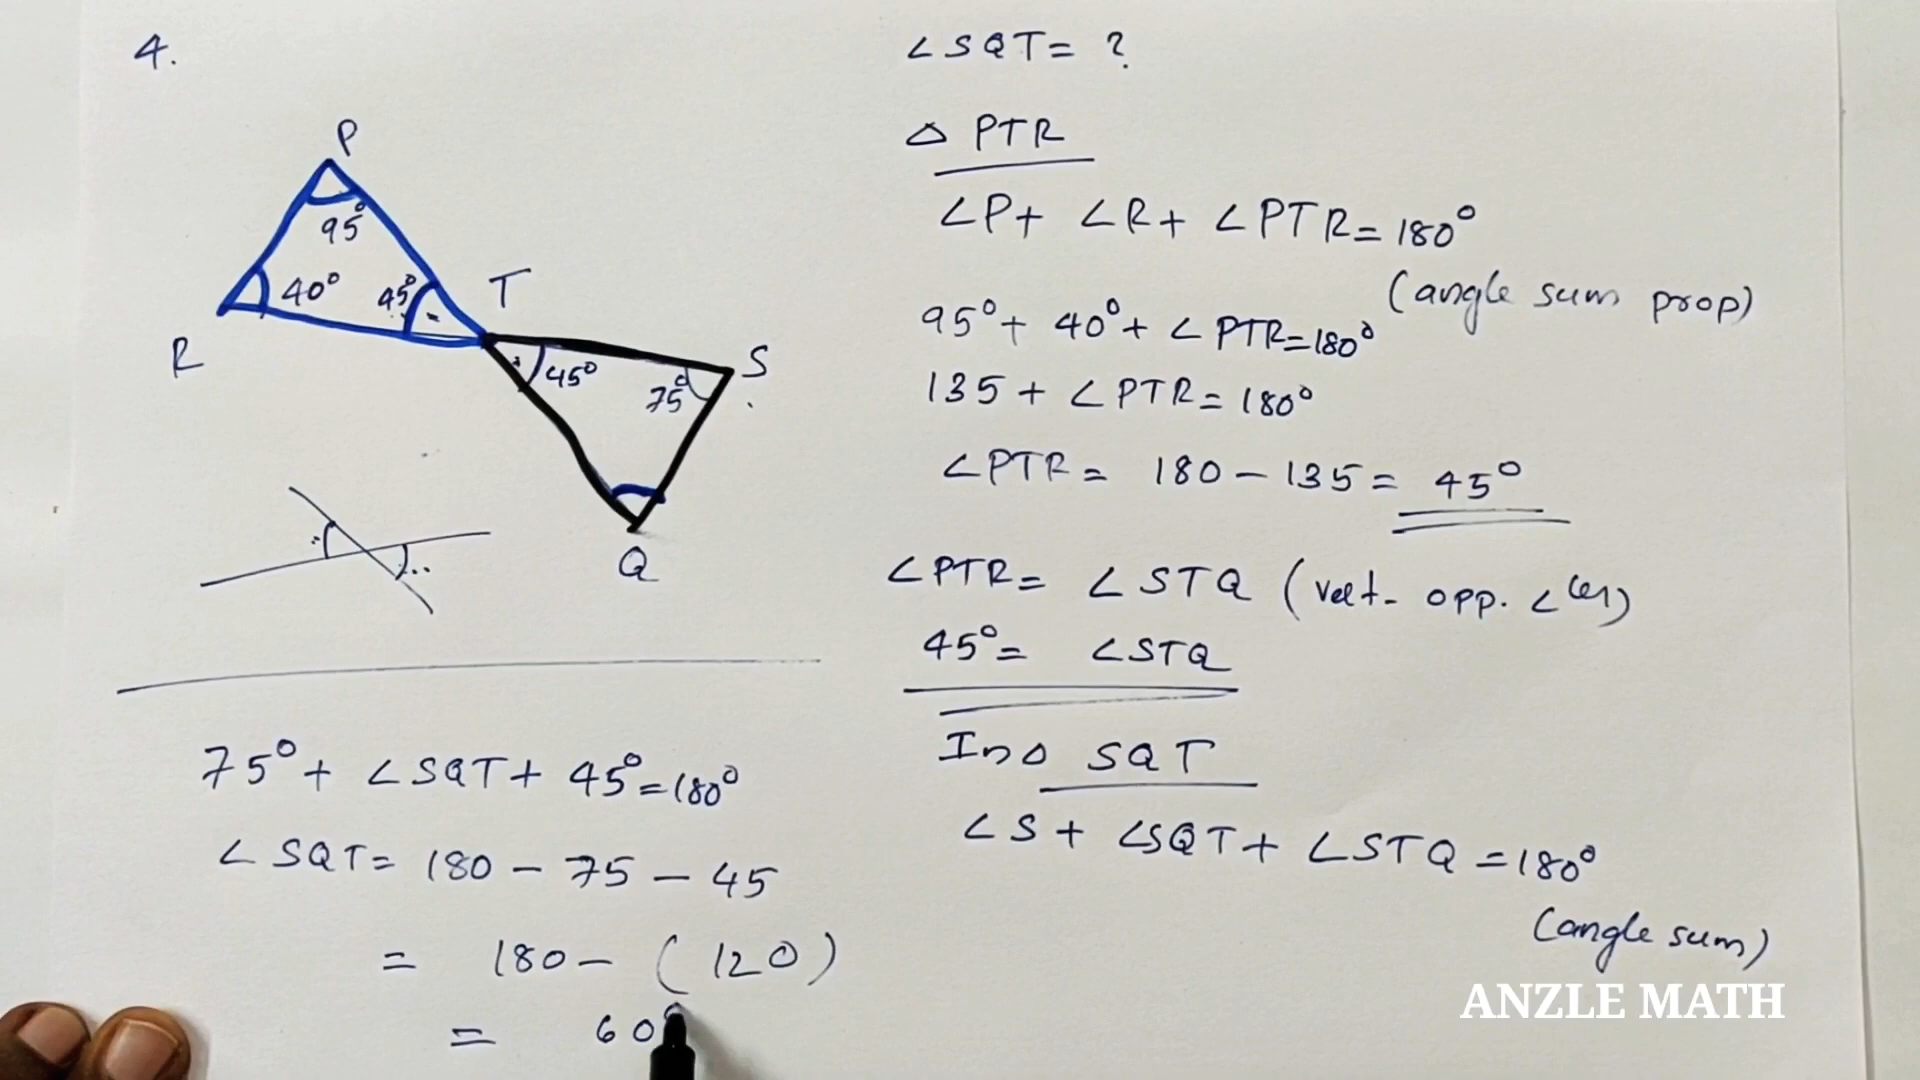 4.
P
95°
40°
45°
T
R
45°
75°
S
Q
75° + ∠SQT + 45° = 180°
∠SQT = 180 - 75 - 45
= 180 - (120)
= 60°
∠SQT = ?
△ PTR
∠P + ∠R + ∠PTR = 180°
(angle sum prop)
95° + 40° + ∠PTR = 180°
135 + ∠PTR = 180°
∠PTR = 180 - 135 = 45°
∠PTR = ∠STQ (vert. opp. ∠les)
45° = ∠STQ
In △ SQT
∠S + ∠SQT + ∠STQ = 180°
(angle sum)
ANZLE MATH